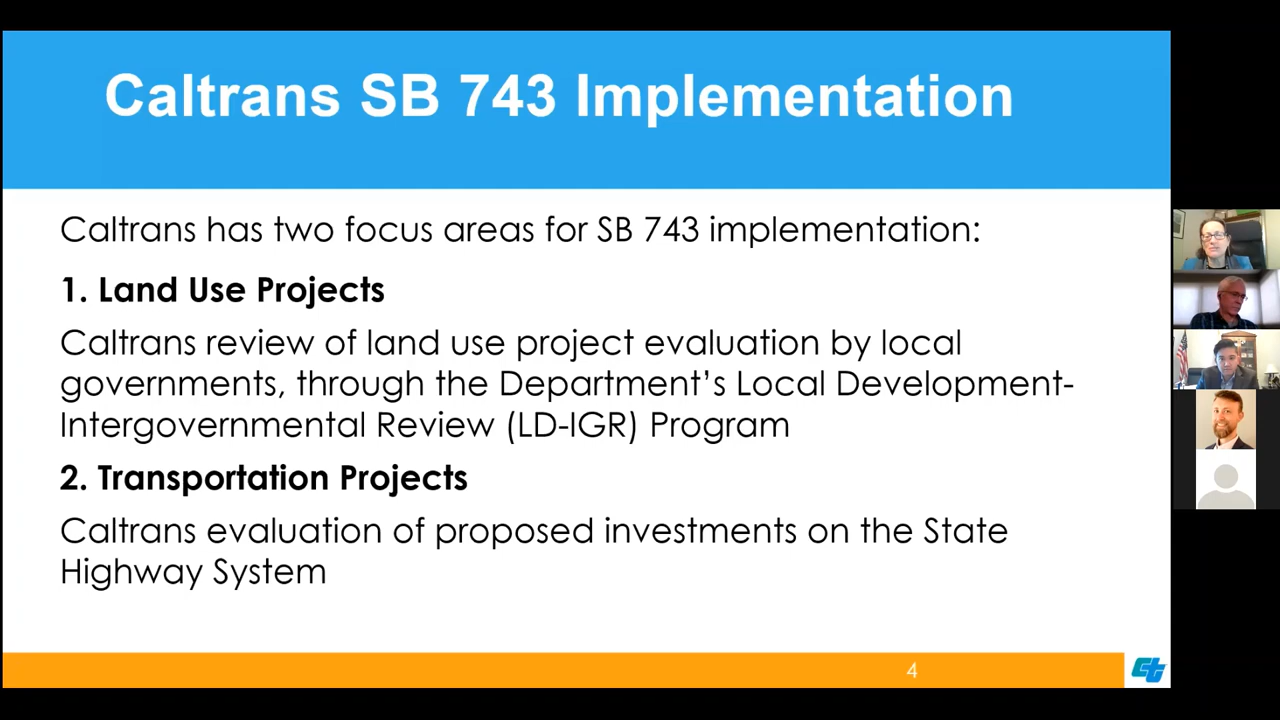 Caltrans SB 743 Implementation
Caltrans has two focus areas for SB 743 implementation:
1. Land Use Projects
Caltrans review of land use project evaluation by local
governments, through the Department’s Local Development-
Intergovernmental Review (LD-IGR) Program
2. Transportation Projects
Caltrans evaluation of proposed investments on the State
Highway System
4
ct